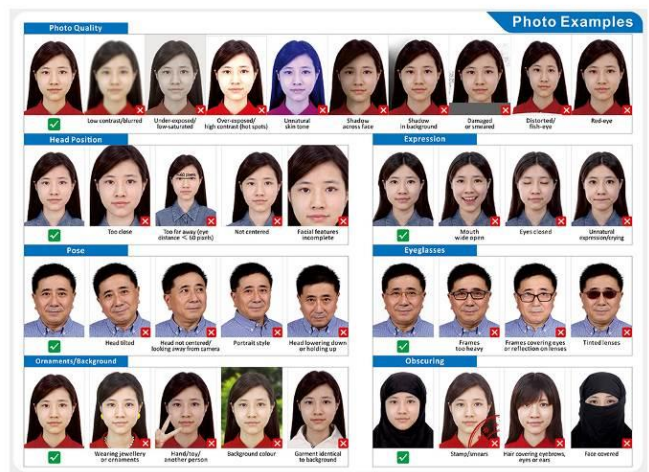 Photo Examples
Photo Quality
Low contrast/blurred
Under-exposed/
low-saturated
Over-exposed/
high contrast (hot spots)
Unnatural
skin tone
Shadow
across face
Shadow
in background
Damaged
or smeared
Distorted/
fish-eye
Red-eye
Head Position
Too close
Too far away (eye
distance < 60 pixels)
Not centered
Facial features
incomplete
Expression
Mouth
wide open
Eyes closed
Unnatural
expression/crying
Pose
Head tilted
Head not centered/
looking away from camera
Portrait style
Head lowering down
or holding up
Eyeglasses
Frames
too heavy
Frames covering eyes
or reflection on lenses
Tinted lenses
Ornaments/Background
Wearing jewellery
or ornaments
Hand/toy/
another person
Background colour
Garment identical
to background
Obscuring
Stamp/smears
Hair covering eyebrows,
eyes or ears
Face covered